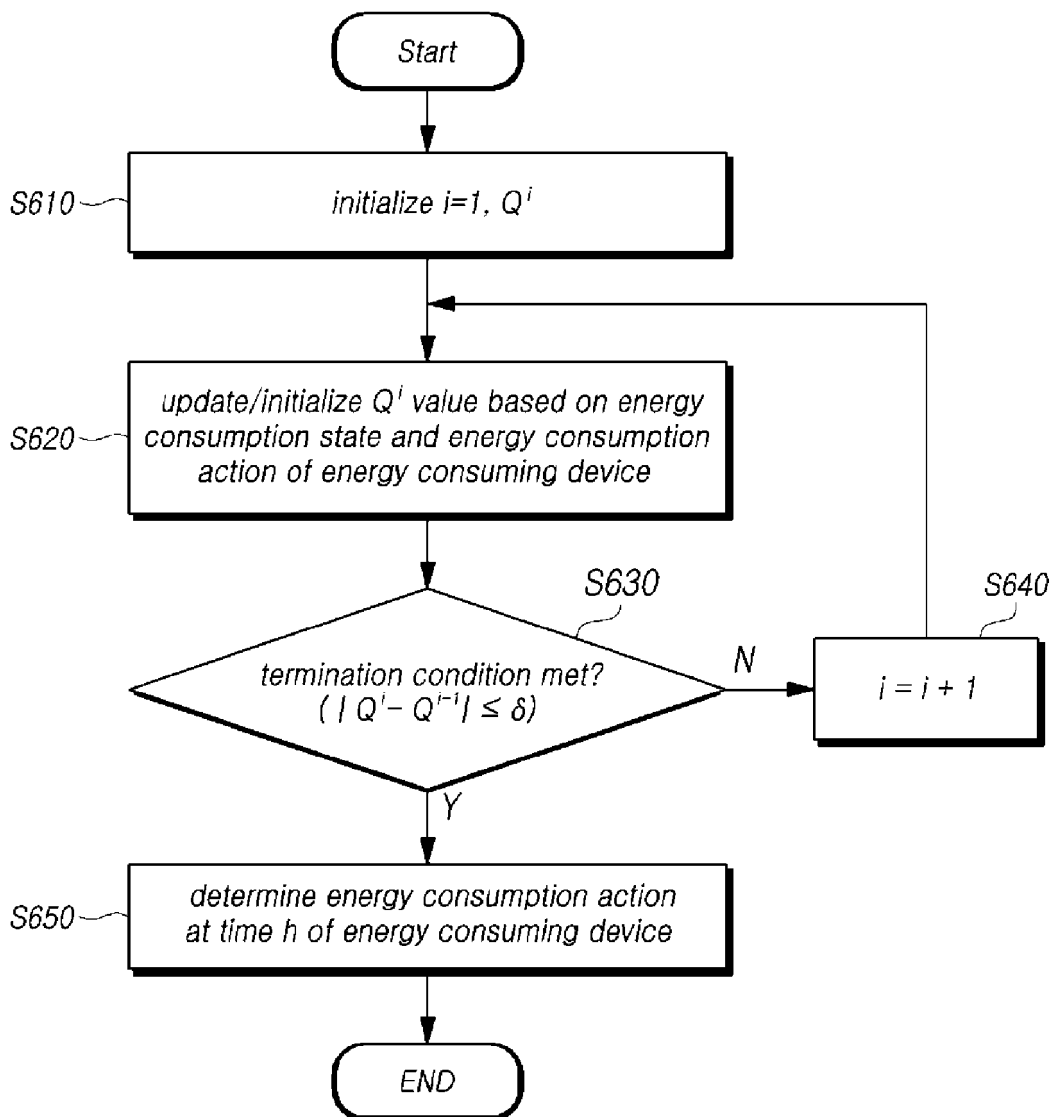 Start
S610
initialize i=1, Q^i
S620
update/initialize Q^i value based on energy
consumption state and energy consumption
action of energy consuming device
S630
termination condition met?
( | Q^i – Q^{i–1} | ≤ δ)
N
S640
i = i + 1
Y
S650
determine energy consumption action
at time h of energy consuming device
END